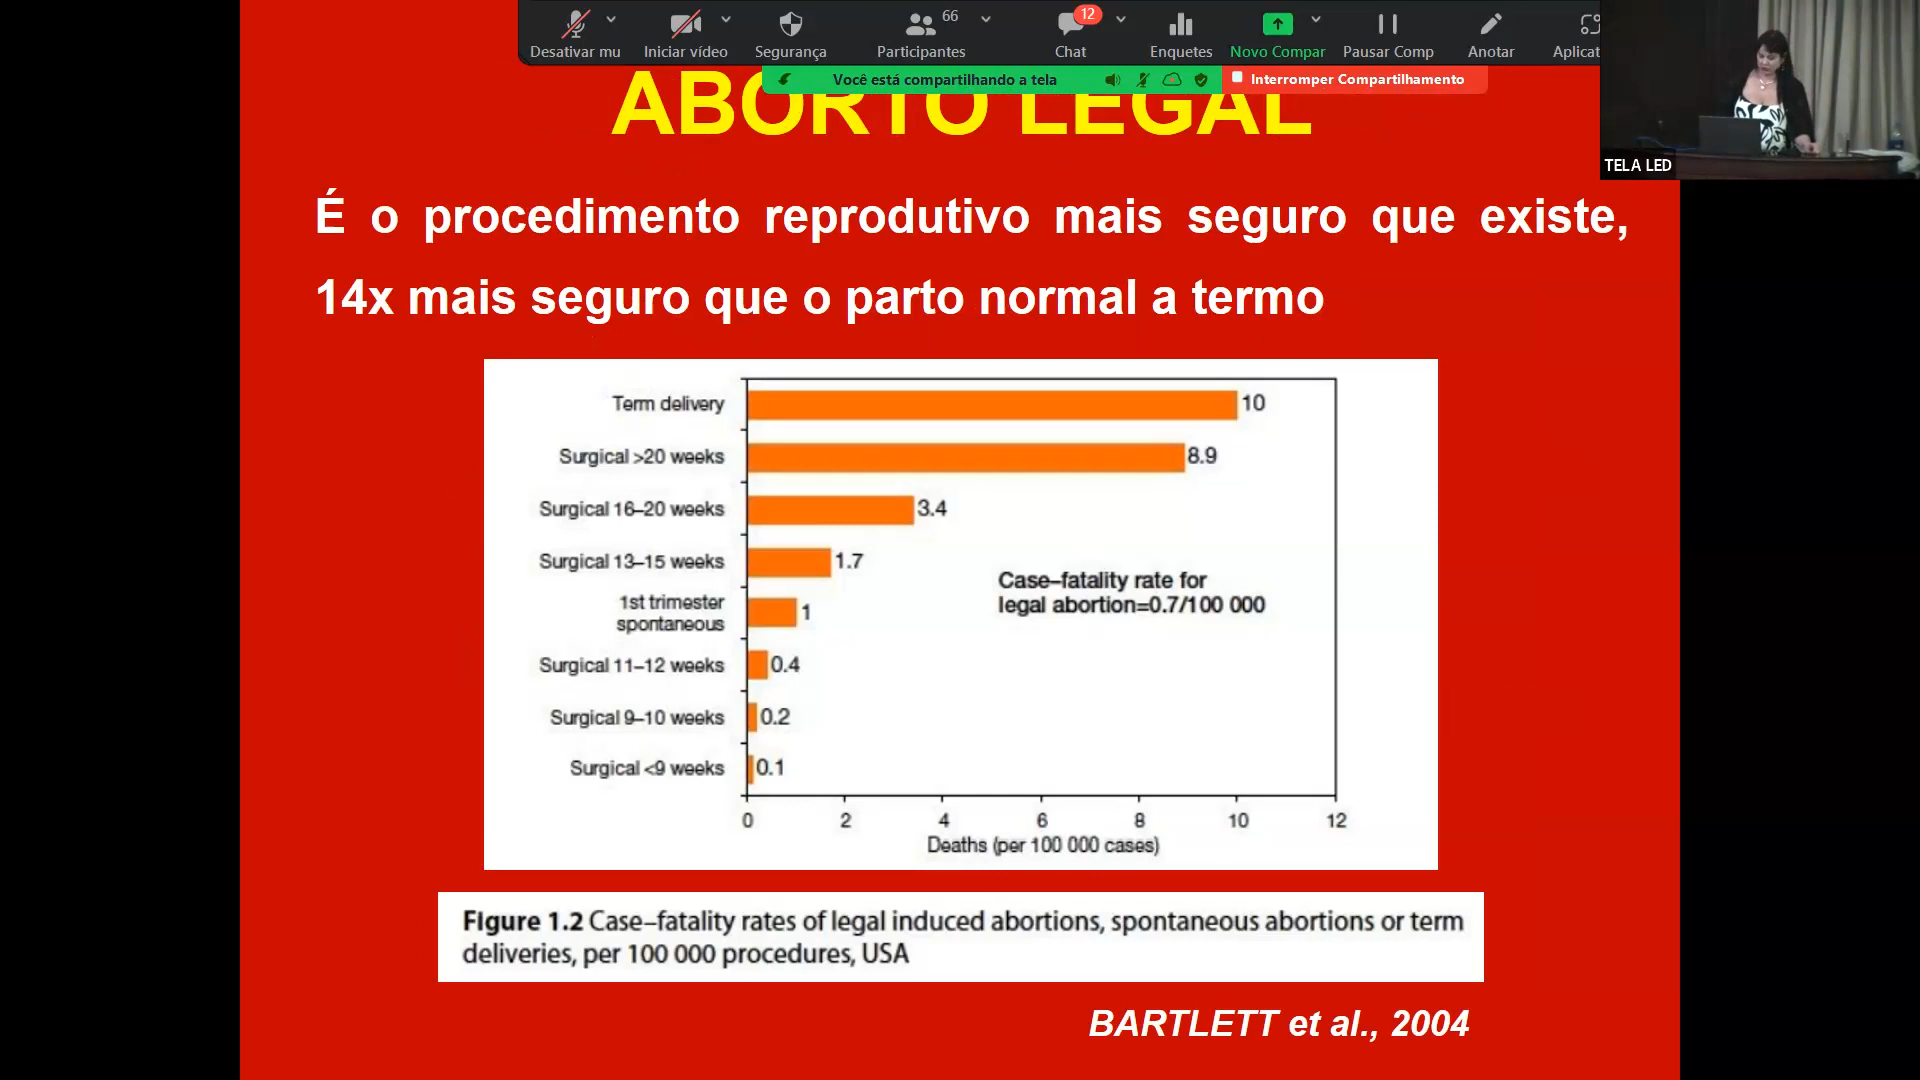 Desativar mu
Iniciar vídeo
Segurança
66
Participantes
12
Chat
Enquetes
Novo Compar
Pausar Comp
Anotar
Aplicat
Você está compartilhando a tela
Interromper Compartilhamento
TELA LED
ABORTO LEGAL
É o procedimento reprodutivo mais seguro que existe,
14x mais seguro que o parto normal a termo
Term delivery 10
Surgical >20 weeks 8.9
Surgical 16–20 weeks 3.4
Surgical 13–15 weeks 1.7
1st trimester
spontaneous 1
Case–fatality rate for
legal abortion=0.7/100 000
Surgical 11–12 weeks 0.4
Surgical 9–10 weeks 0.2
Surgical <9 weeks 0.1
0 2 4 6 8 10 12
Deaths (per 100 000 cases)
Figure 1.2 Case–fatality rates of legal induced abortions, spontaneous abortions or term
deliveries, per 100 000 procedures, USA
BARTLETT et al., 2004